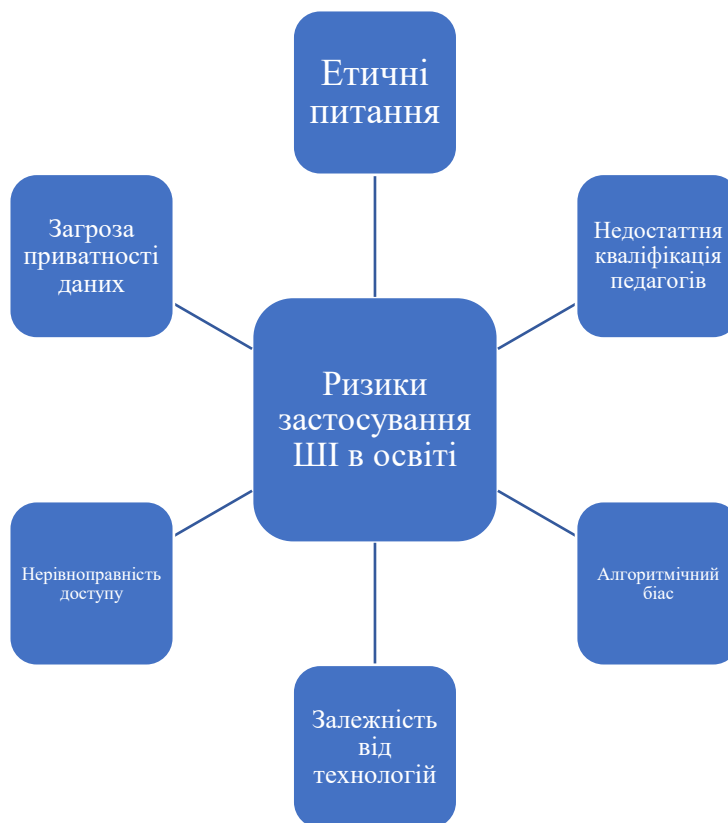 Етичні
питання
Загроза
приватності
даних
Недостаттня
кваліфікація
педагогів
Ризики
застосування
ШІ в освіті
Нерівноправність
доступу
Алгоритмічний
біас
Залежність
від
технологій